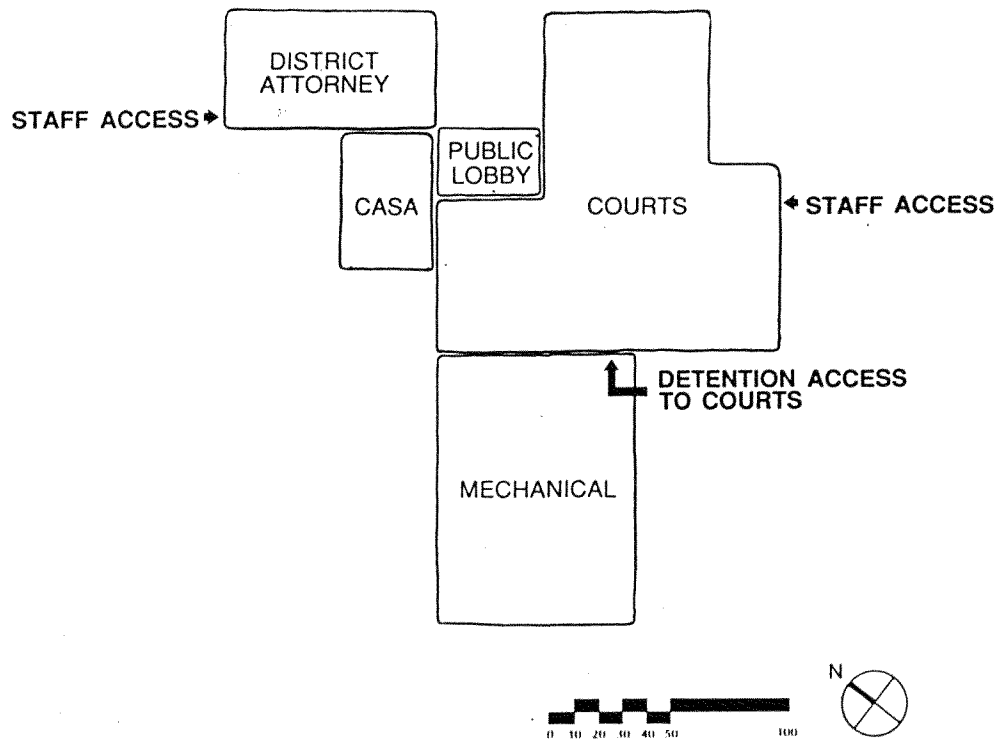 DISTRICT
ATTORNEY
STAFF ACCESS
PUBLIC
LOBBY
CASA
COURTS
STAFF ACCESS
DETENTION ACCESS
TO COURTS
MECHANICAL
N
0 10 20 30 40 50 100